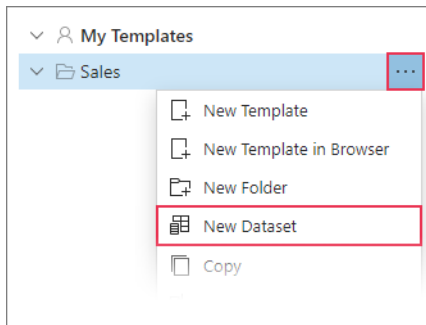 My Templates
Sales
New Template
New Template in Browser
New Folder
New Dataset
Copy